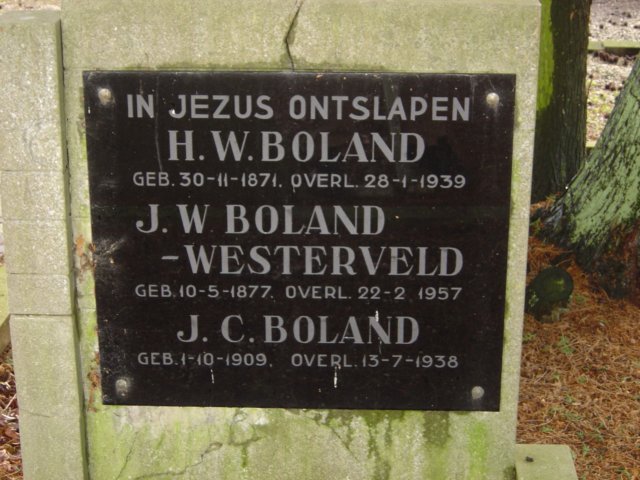 IN JEZUS ONTSLAPEN
H. W. BOLAND
GEB. 30-11-1871. OVERL. 28-1-1939
J. W. BOLAND
-WESTERVELD
GEB. 10-5-1877. OVERL. 22-2 1957
J. C. BOLAND
GEB. 1-10-1909. OVERL. 13-7-1938